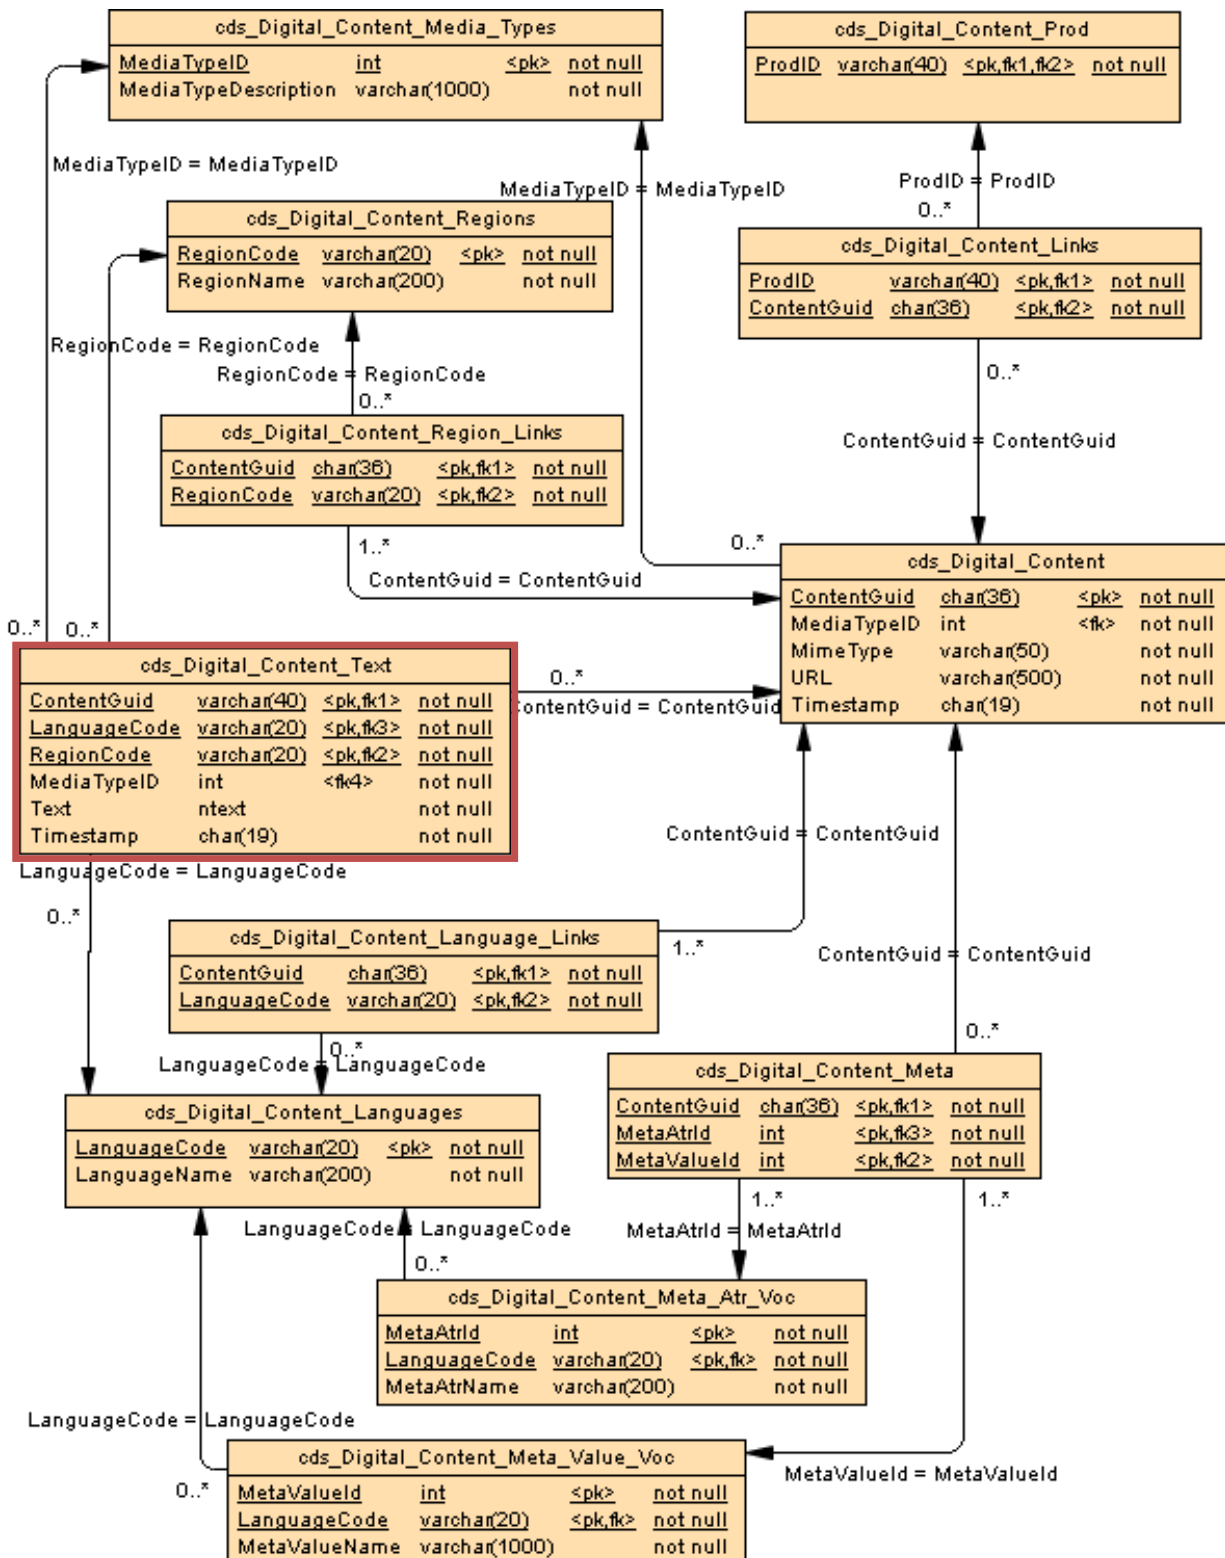 cds_Digital_Content_Media_Types
MediaTypeID int <pk> not null
MediaTypeDescription varchar(1000) not null
cds_Digital_Content_Prod
ProdID varchar(40) <pk,fk1,fk2> not null
MediaTypeID = MediaTypeID
MediaTypeID = MediaTypeID
ProdID = ProdID
0..*
cds_Digital_Content_Regions
RegionCode varchar(20) <pk> not null
RegionName varchar(200) not null
cds_Digital_Content_Links
ProdID varchar(40) <pk,fk1> not null
ContentGuid char(36) <pk,fk2> not null
RegionCode = RegionCode
RegionCode = RegionCode
0..*
0..*
ContentGuid = ContentGuid
cds_Digital_Content_Region_Links
ContentGuid char(36) <pk,fk1> not null
RegionCode varchar(20) <pk,fk2> not null
1..*
0..*
ContentGuid = ContentGuid
cds_Digital_Content
ContentGuid char(36) <pk> not null
MediaTypeID int <fk> not null
MimeType varchar(50) not null
URL varchar(500) not null
Timestamp char(19) not null
0..*
0..*
cds_Digital_Content_Text
ContentGuid varchar(40) <pk,fk1> not null
LanguageCode varchar(20) <pk,fk3> not null
RegionCode varchar(20) <pk,fk2> not null
MediaTypeID int <fk4> not null
Text ntext not null
Timestamp char(19) not null
0..*
ContentGuid = ContentGuid
ContentGuid = ContentGuid
LanguageCode = LanguageCode
0..*
cds_Digital_Content_Language_Links
ContentGuid char(36) <pk,fk1> not null
LanguageCode varchar(20) <pk,fk2> not null
1..*
ContentGuid = ContentGuid
0..*
0..*
LanguageCode = LanguageCode
cds_Digital_Content_Meta
ContentGuid char(36) <pk,fk1> not null
MetaAtrId int <pk,fk3> not null
MetaValueId int <pk,fk2> not null
cds_Digital_Content_Languages
LanguageCode varchar(20) <pk> not null
LanguageName varchar(200) not null
1..*
1..*
LanguageCode = LanguageCode
MetaAtrId = MetaAtrId
0..*
cds_Digital_Content_Meta_Atr_Voc
MetaAtrId int <pk> not null
LanguageCode varchar(20) <pk,fk> not null
MetaAtrName varchar(200) not null
LanguageCode = LanguageCode
cds_Digital_Content_Meta_Value_Voc
MetaValueId int <pk> not null
LanguageCode varchar(20) <pk,fk> not null
MetaValueName varchar(1000) not null
0..*
MetaValueId = MetaValueId